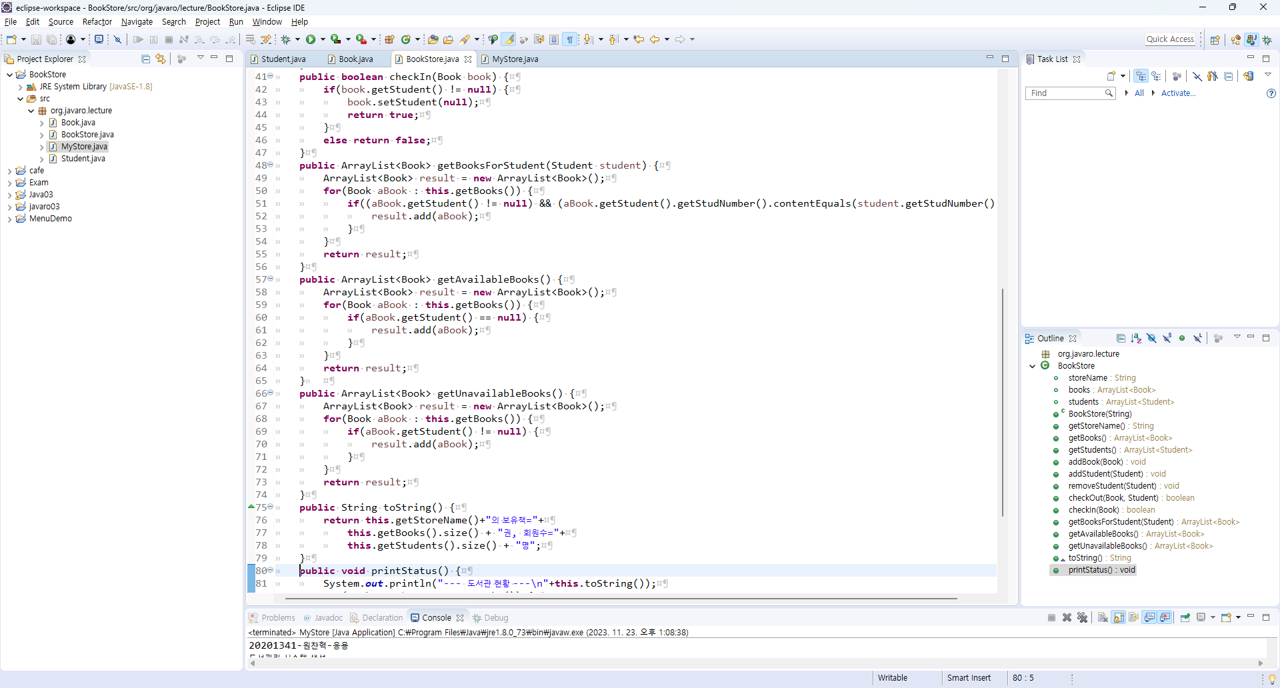 eclipse-workspace - BookStore/src/org/javaro/lecture/BookStore.java - Eclipse IDE
File Edit Source Refactor Navigate Search Project Run Window Help
Quick Access
Project Explorer
BookStore
JRE System Library [JavaSE-1.8]
src
org.javaro.lecture
Book.java
BookStore.java
MyStore.java
Student.java
cafe
Exam
Java03
javaro03
MenuDemo
Student.java Book.java BookStore.java MyStore.java
41 public boolean checkIn(Book book) {
42 if(book.getStudent() != null) {
43 book.setStudent(null);
44 return true;
45 }
46 else return false;
47 }
48 public ArrayList<Book> getBooksForStudent(Student student) {
49 ArrayList<Book> result = new ArrayList<Book>();
50 for(Book aBook : this.getBooks()) {
51 if((aBook.getStudent() != null) && (aBook.getStudent().getStudNumber().contentEquals(student.getStudNumber()
52 result.add(aBook);
53 }
54 }
55 return result;
56 }
57 public ArrayList<Book> getAvailableBooks() {
58 ArrayList<Book> result = new ArrayList<Book>();
59 for(Book aBook : this.getBooks()) {
60 if(aBook.getStudent() == null) {
61 result.add(aBook);
62 }
63 }
64 return result;
65 }
66 public ArrayList<Book> getUnavailableBooks() {
67 ArrayList<Book> result = new ArrayList<Book>();
68 for(Book aBook : this.getBooks()) {
69 if(aBook.getStudent() != null) {
70 result.add(aBook);
71 }
72 }
73 return result;
74 }
75 public String toString() {
76 return this.getStoreName()+"의 보유책="+
77 this.getBooks().size() + "권, 회원수="+
78 this.getStudents().size() + "명";
79 }
80 public void printStatus() {
81 System.out.println("--- 도서관 현황 ---\n"+this.toString());
Task List
Find All Activate...
Outline
org.javaro.lecture
BookStore
storeName : String
books : ArrayList<Book>
students : ArrayList<Student>
BookStore(String)
getStoreName() : String
getBooks() : ArrayList<Book>
getStudents() : ArrayList<Student>
addBook(Book) : void
addStudent(Student) : void
removeStudent(Student) : void
checkOut(Book, Student) : boolean
checkIn(Book) : boolean
getBooksForStudent(Student) : ArrayList<Book>
getAvailableBooks() : ArrayList<Book>
getUnavailableBooks() : ArrayList<Book>
toString() : String
printStatus() : void
Problems Javadoc Declaration Console Debug
<terminated> MyStore [Java Application] C:₩Program Files₩Java₩jre1.8.0_73₩bin₩javaw.exe (2023. 11. 23. 오후 1:08:38)
20201341-원찬혁-응용
Writable Smart Insert 80 : 5